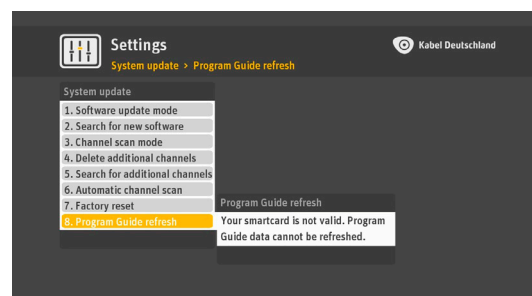 Settings
Kabel Deutschland
System update > Program Guide refresh
System update
1. Software update mode
2. Search for new software
3. Channel scan mode
4. Delete additional channels
5. Search for additional channels
6. Automatic channel scan
7. Factory reset
8. Program Guide refresh
Program Guide refresh
Your smartcard is not valid. Program
Guide data cannot be refreshed.